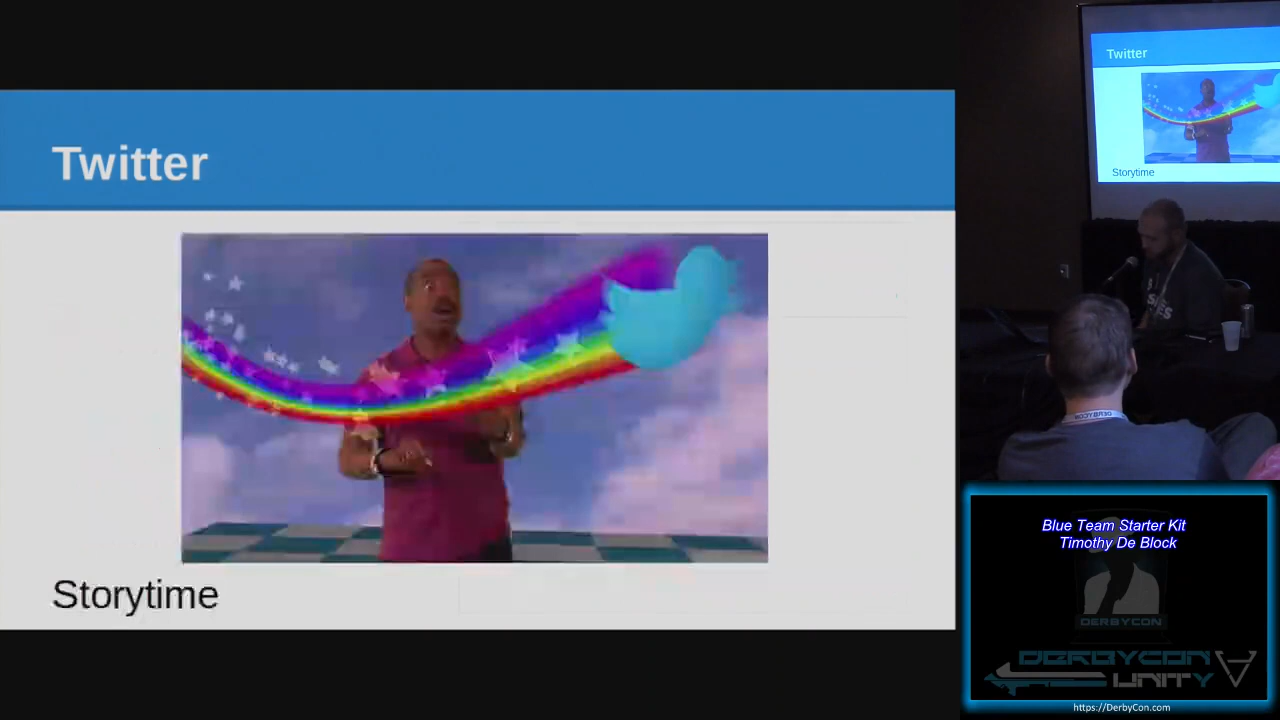 Twitter
Storytime
Twitter
Storytime
Blue Team Starter Kit
Timothy De Block
DERBYCON
DERBYCON
UNITY
https://DerbyCon.com